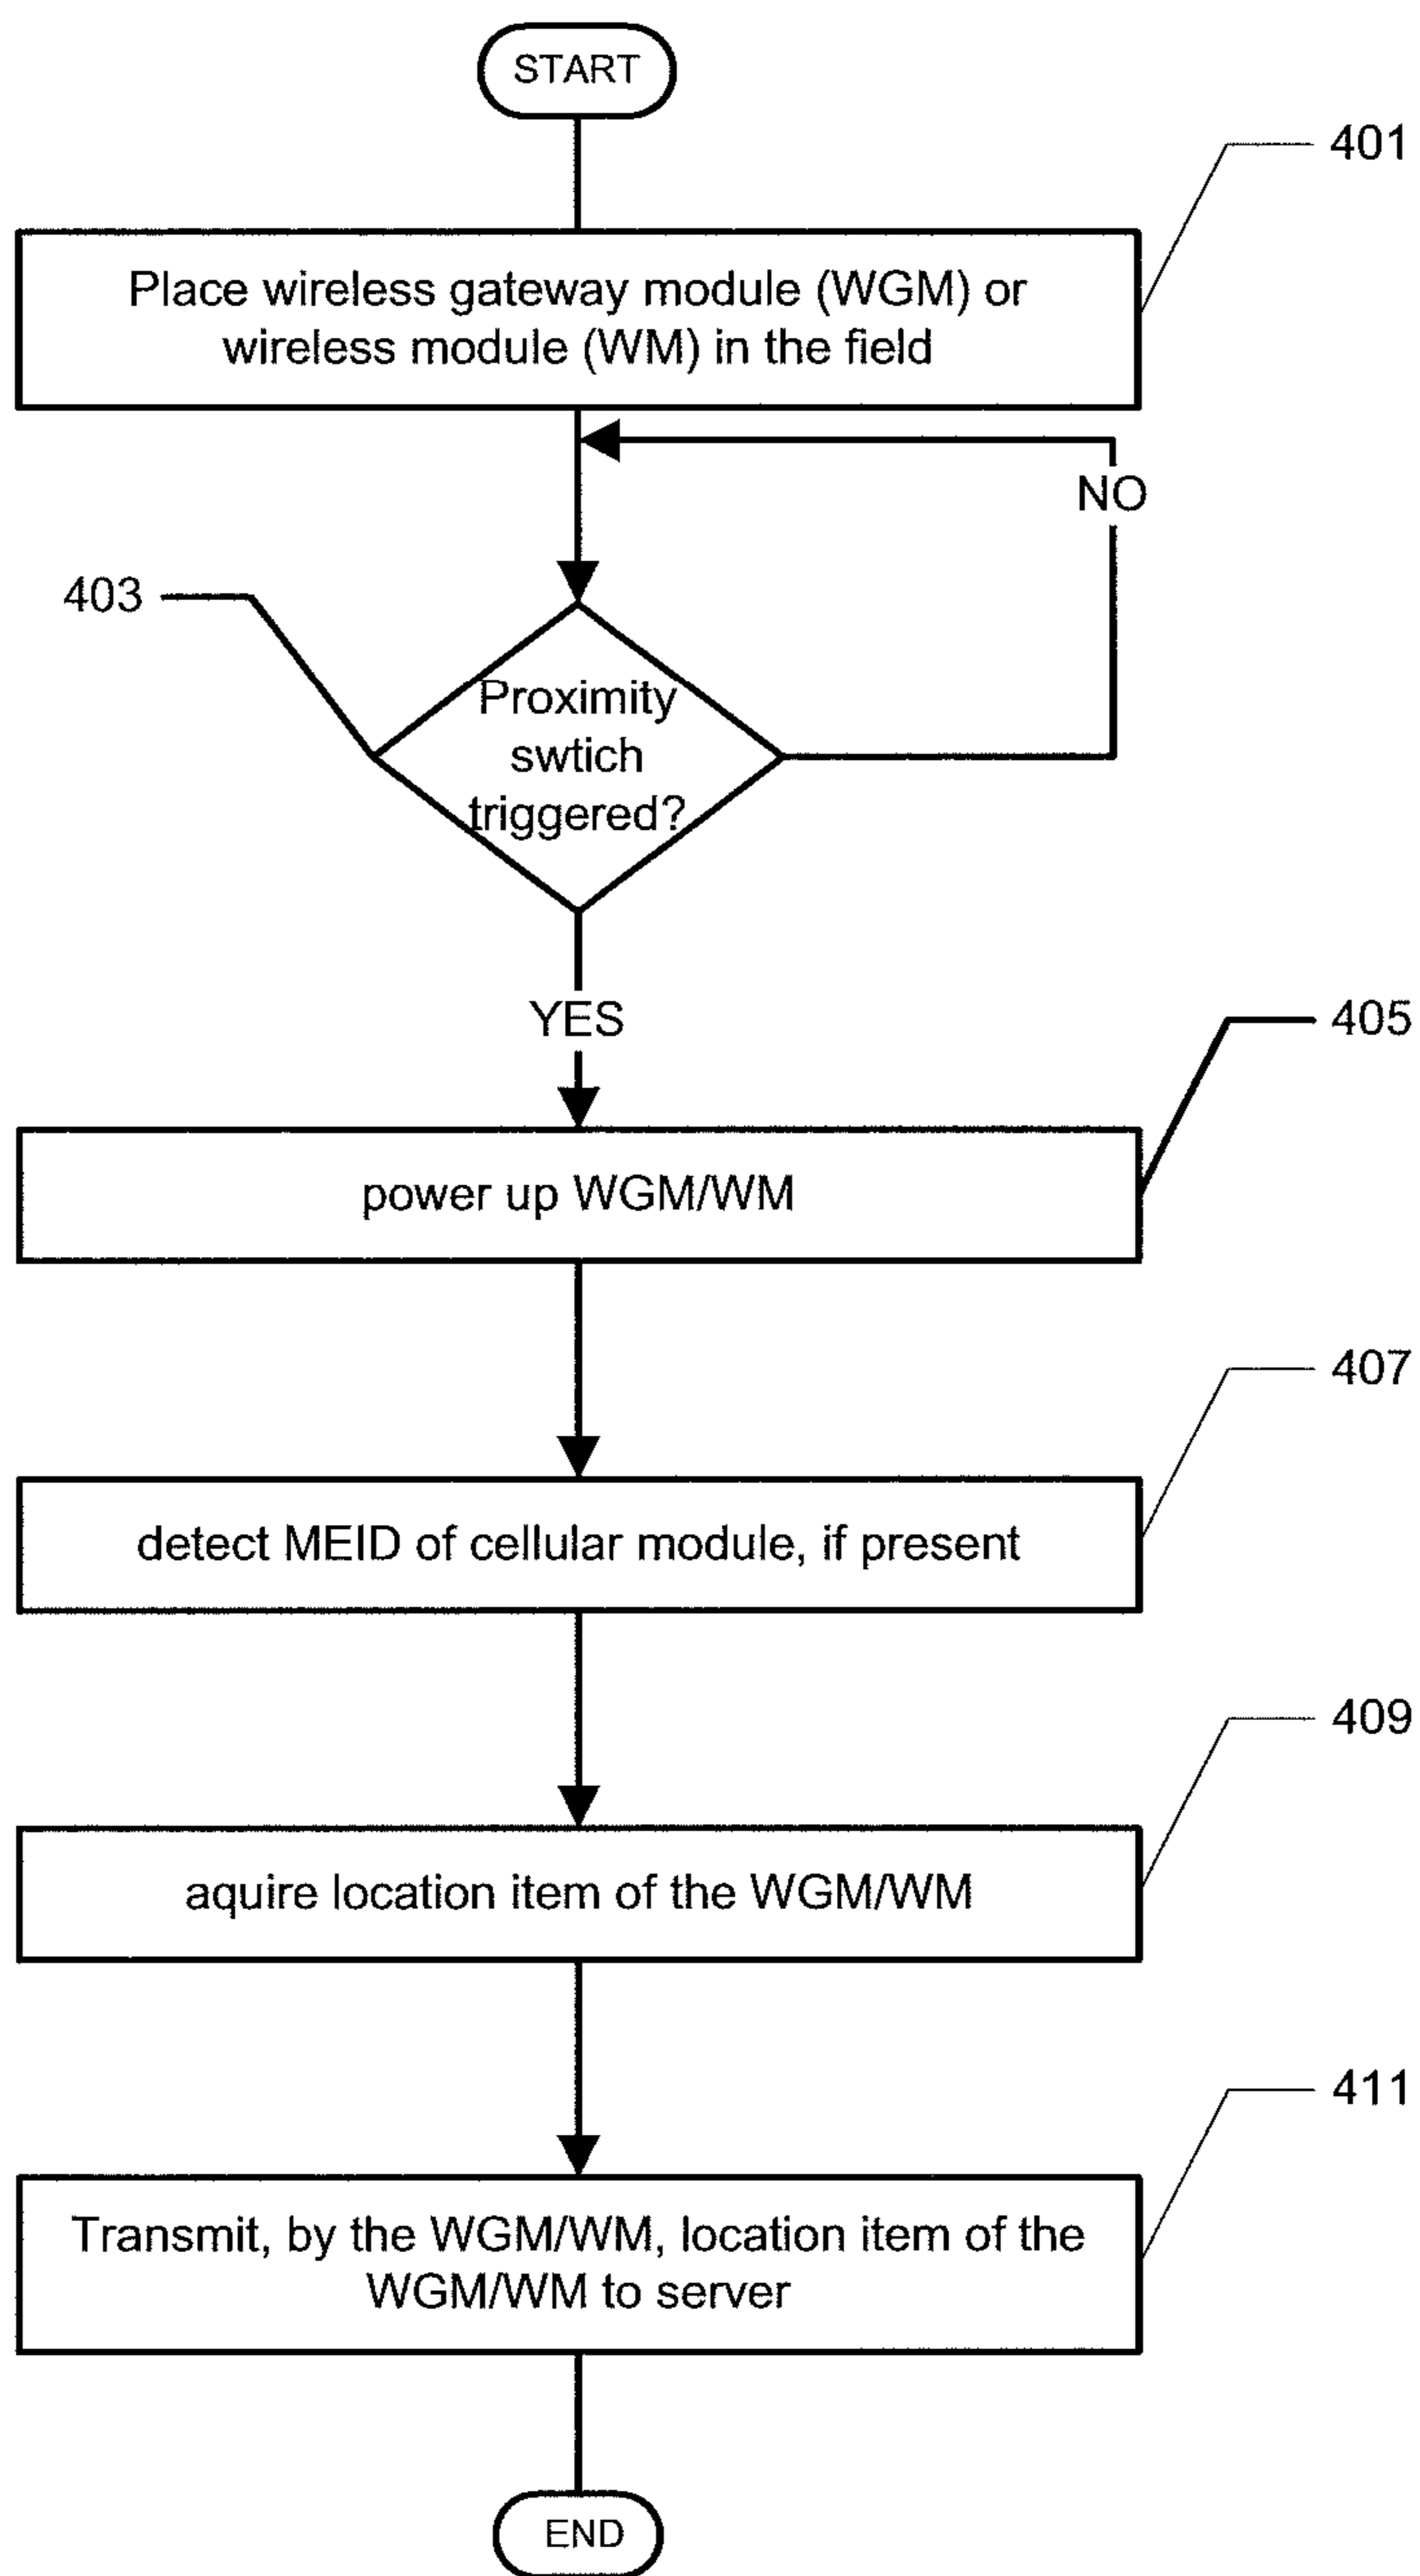 START
401
Place wireless gateway module (WGM) or
wireless module (WM) in the field
NO
403
Proximity
swtich
triggered?
YES
405
power up WGM/WM
407
detect MEID of cellular module, if present
409
aquire location item of the WGM/WM
411
Transmit, by the WGM/WM, location item of the
WGM/WM to server
END